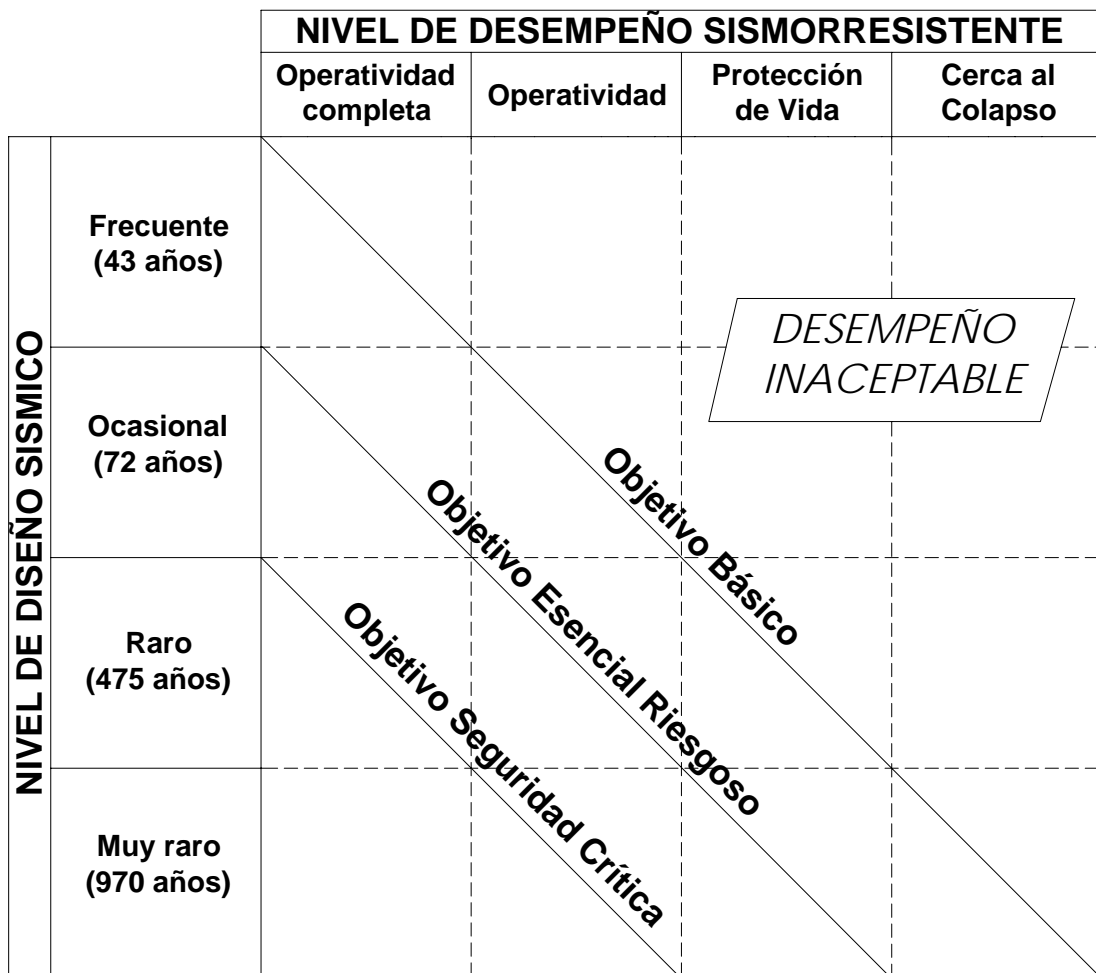 NIVEL DE DESEMPEÑO SISMORRESISTENTE
Operatividad
completa
Operatividad
Protección
de Vida
Cerca al
Colapso
NIVEL DE DISEÑO SISMICO
Frecuente
(43 años)
Ocasional
(72 años)
Raro
(475 años)
Muy raro
(970 años)
DESEMPEÑO
INACEPTABLE
Objetivo Básico
Objetivo Esencial Riesgoso
Objetivo Seguridad Crítica